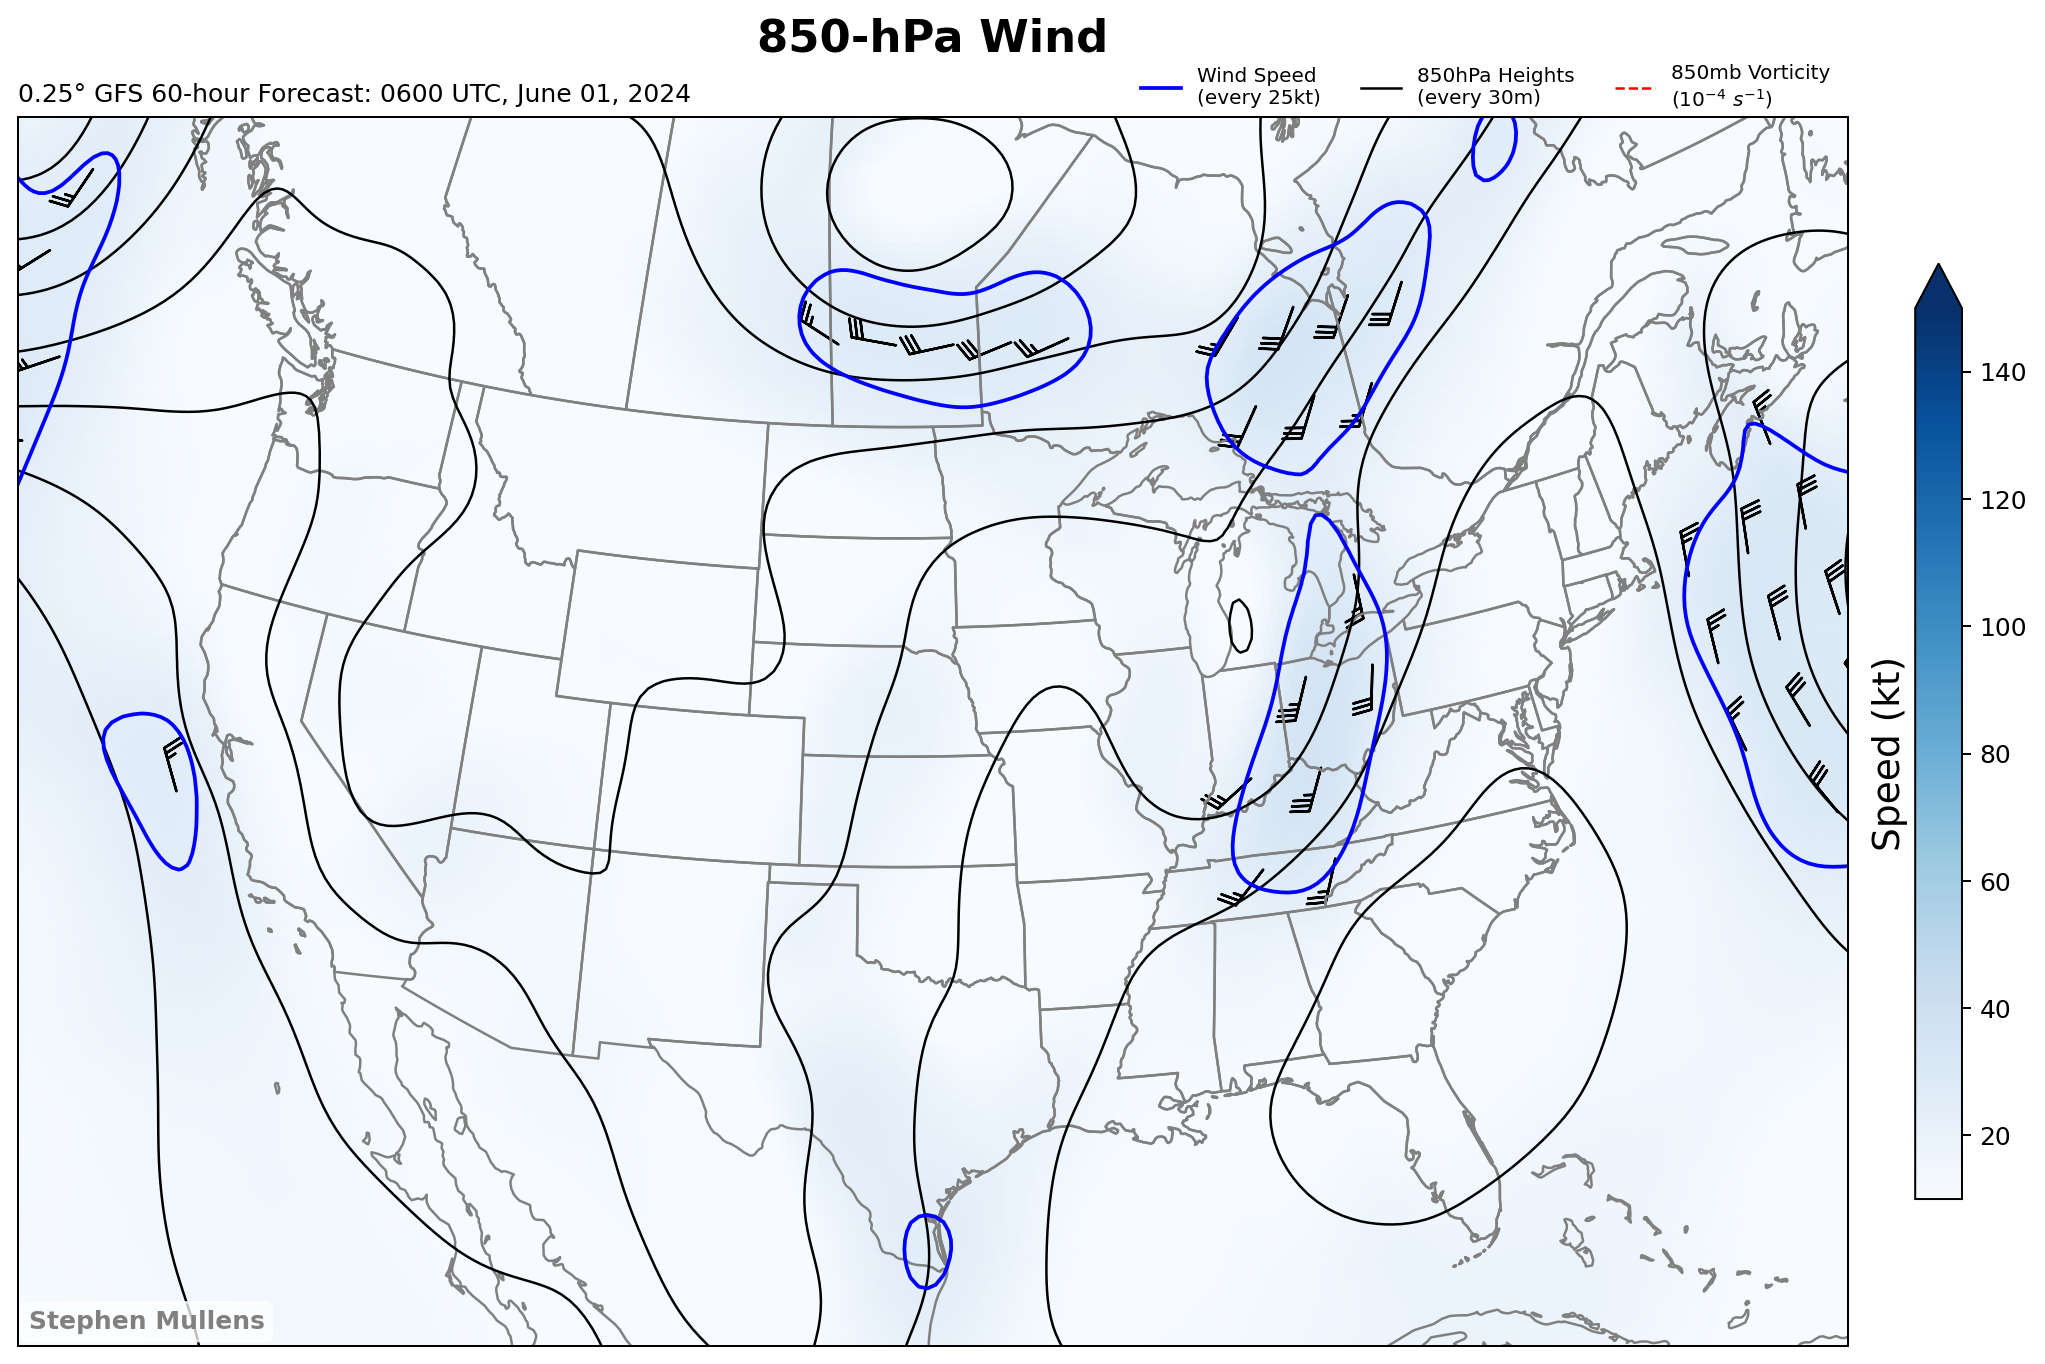 850-hPa Wind
0.25° GFS 60-hour Forecast: 0600 UTC, June 01, 2024
Wind Speed
(every 25kt)
850hPa Heights
(every 30m)
850mb Vorticity
(10⁻⁴ s⁻¹)
140
120
100
80
60
40
20
Speed (kt)
Stephen Mullens